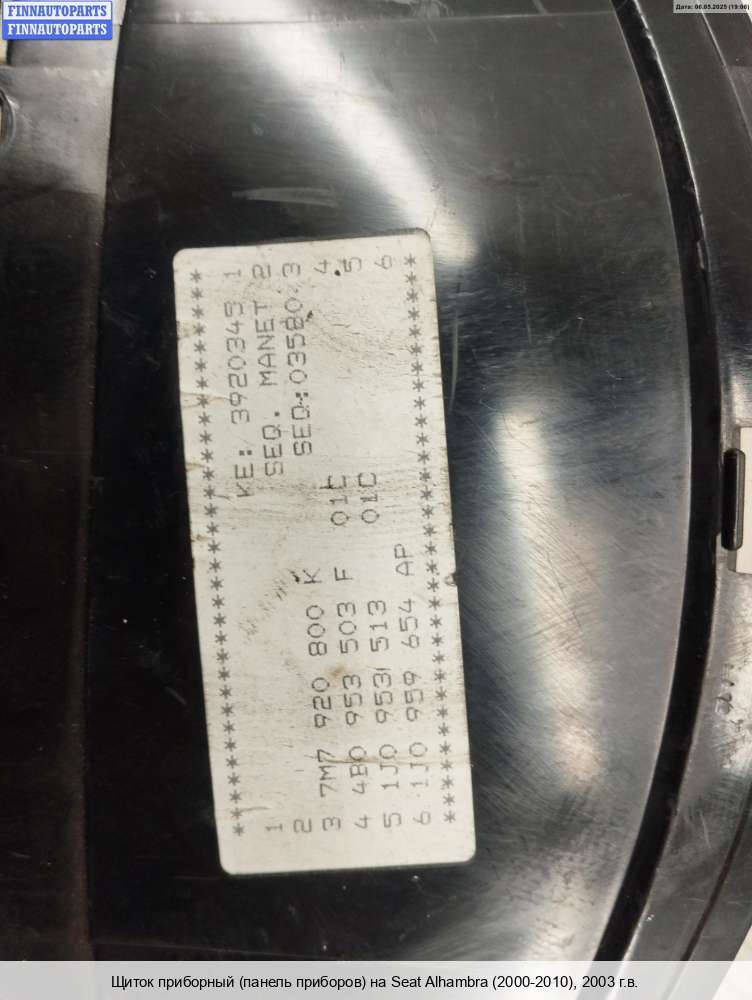 FINNAUTOPARTS
FINNAUTOPARTS
Дата: 06.05.2025 (19:06)
*****************************
1 KE: 3920345 1
2 SEQ. MANET 2
3 7M7 920 800 K SEQ.:03580 3
4 4B0 953 503 F 01C 4
5 1J0 953 513 01C 5
6 1J0 959 654 AP 6
*****************************
Щиток приборный (панель приборов) на Seat Alhambra (2000-2010), 2003 г.в.